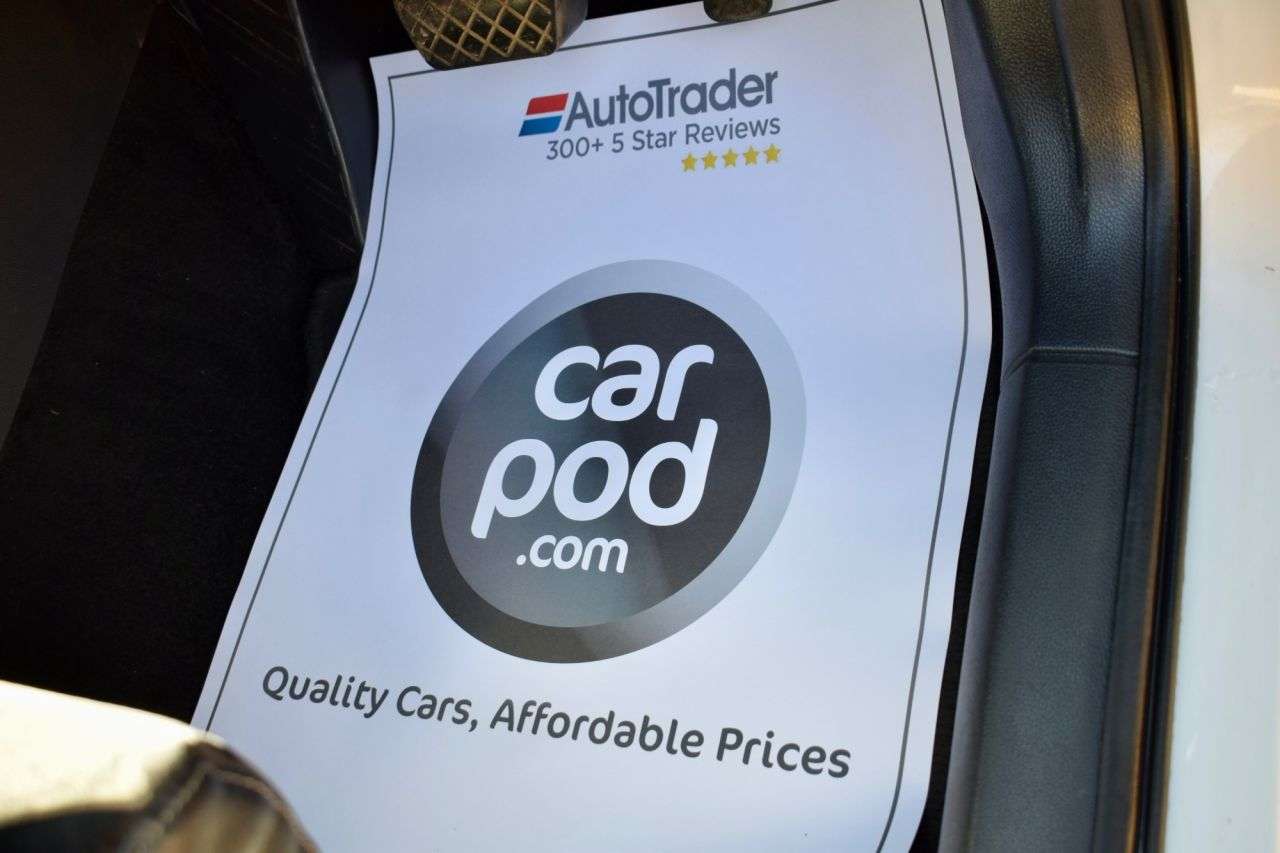 AutoTrader
300+ 5 Star Reviews
car
pod
.com
Quality Cars, Affordable Prices